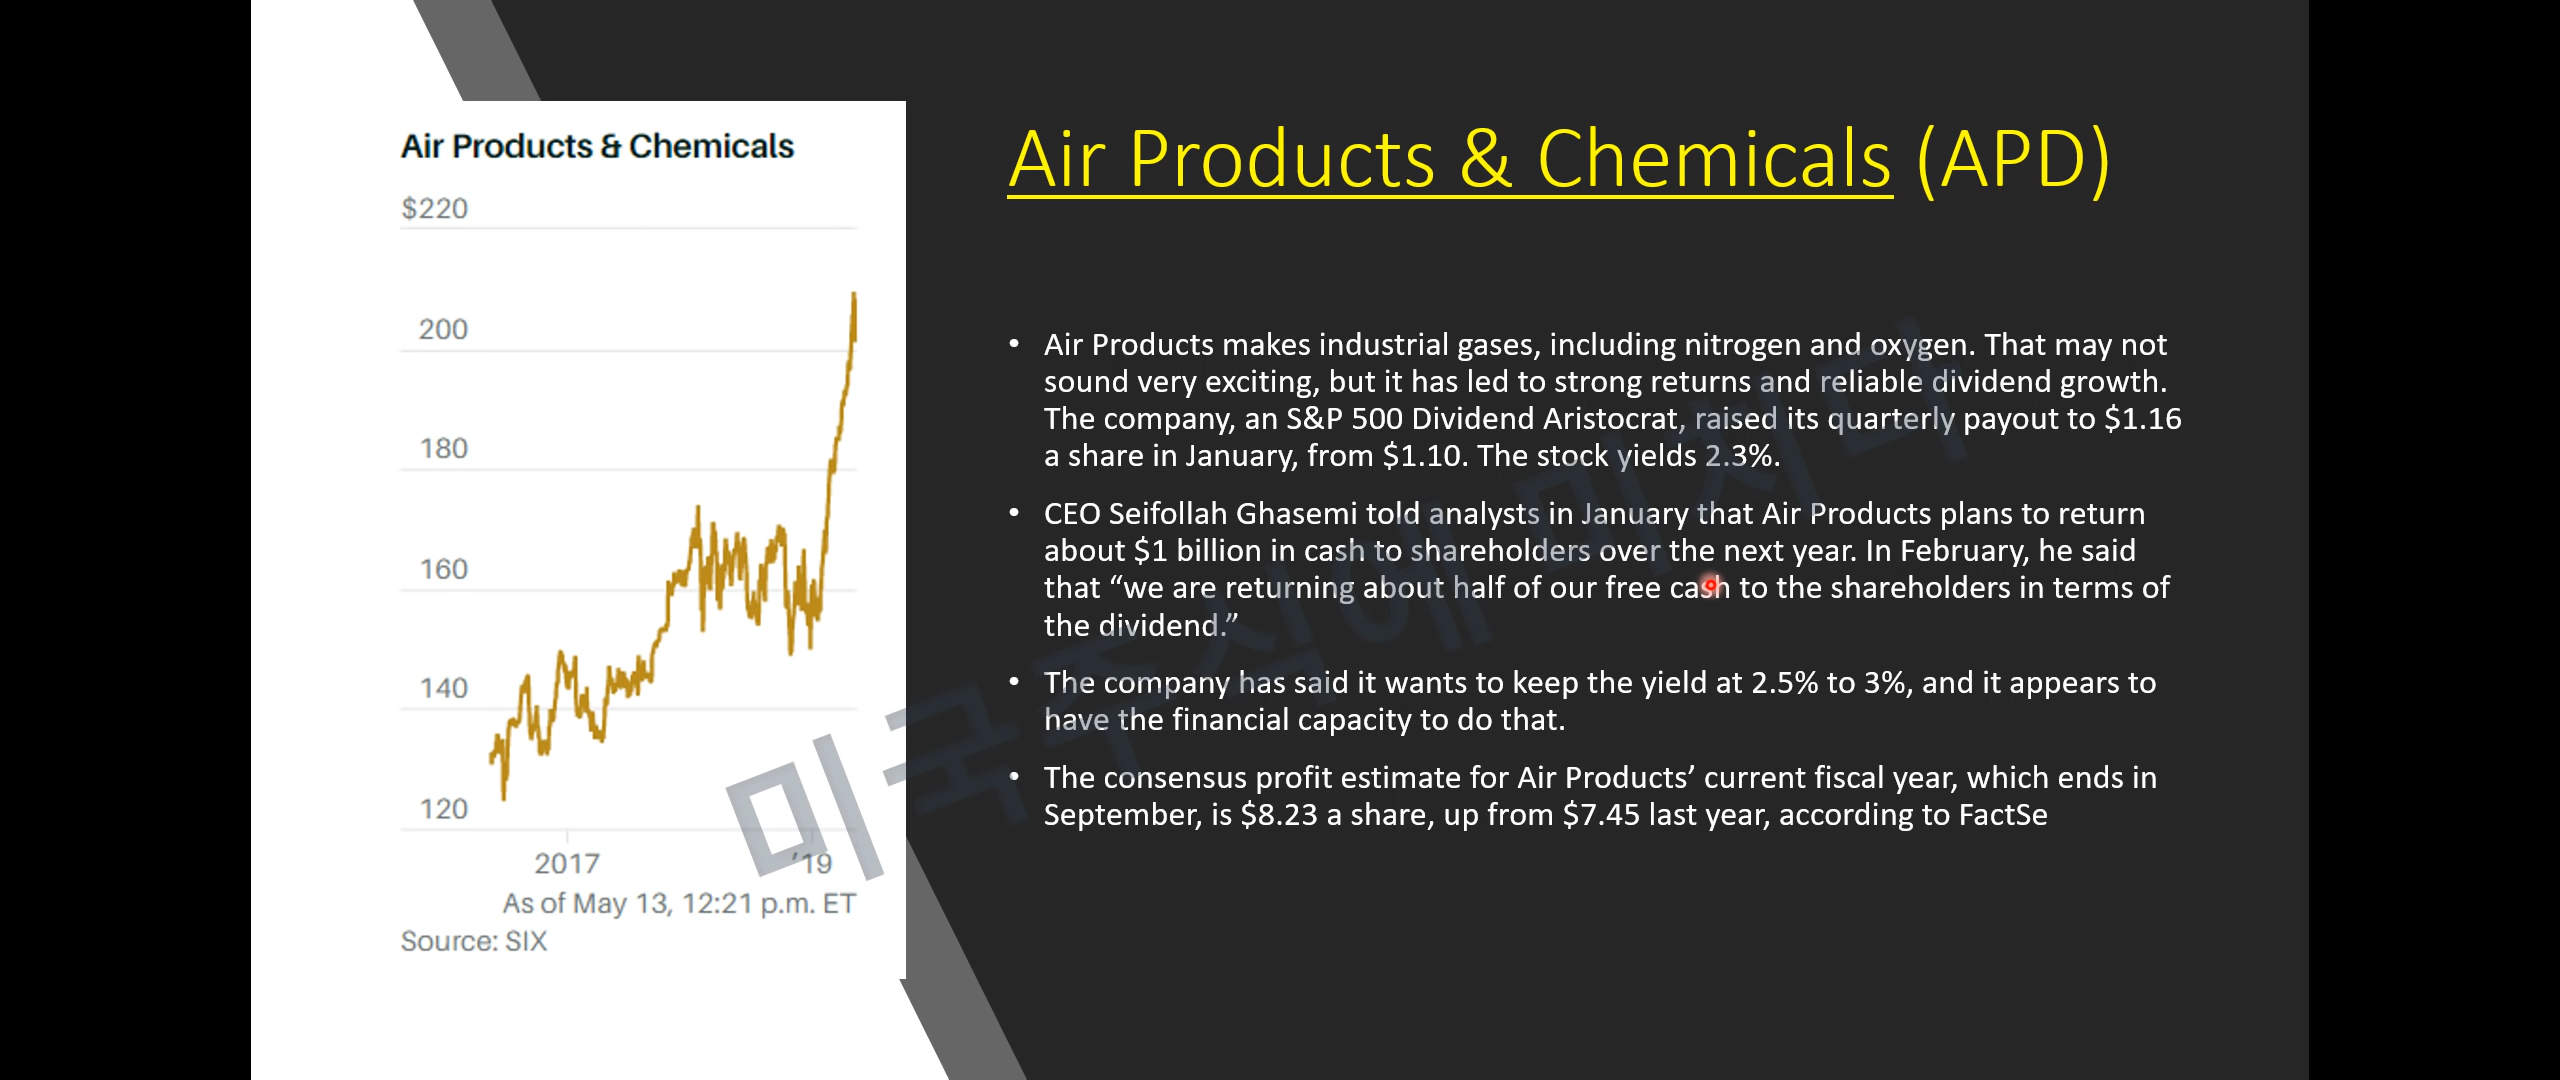 Air Products & Chemicals
$220
200
180
160
140
120
2017
’19
As of May 13, 12:21 p.m. ET
Source: SIX
Air Products & Chemicals (APD)
• Air Products makes industrial gases, including nitrogen and oxygen. That may not
sound very exciting, but it has led to strong returns and reliable dividend growth.
The company, an S&P 500 Dividend Aristocrat, raised its quarterly payout to $1.16
a share in January, from $1.10. The stock yields 2.3%.
• CEO Seifollah Ghasemi told analysts in January that Air Products plans to return
about $1 billion in cash to shareholders over the next year. In February, he said
that “we are returning about half of our free cash to the shareholders in terms of
the dividend.”
• The company has said it wants to keep the yield at 2.5% to 3%, and it appears to
have the financial capacity to do that.
• The consensus profit estimate for Air Products’ current fiscal year, which ends in
September, is $8.23 a share, up from $7.45 last year, according to FactSe
미국주식에 미치다